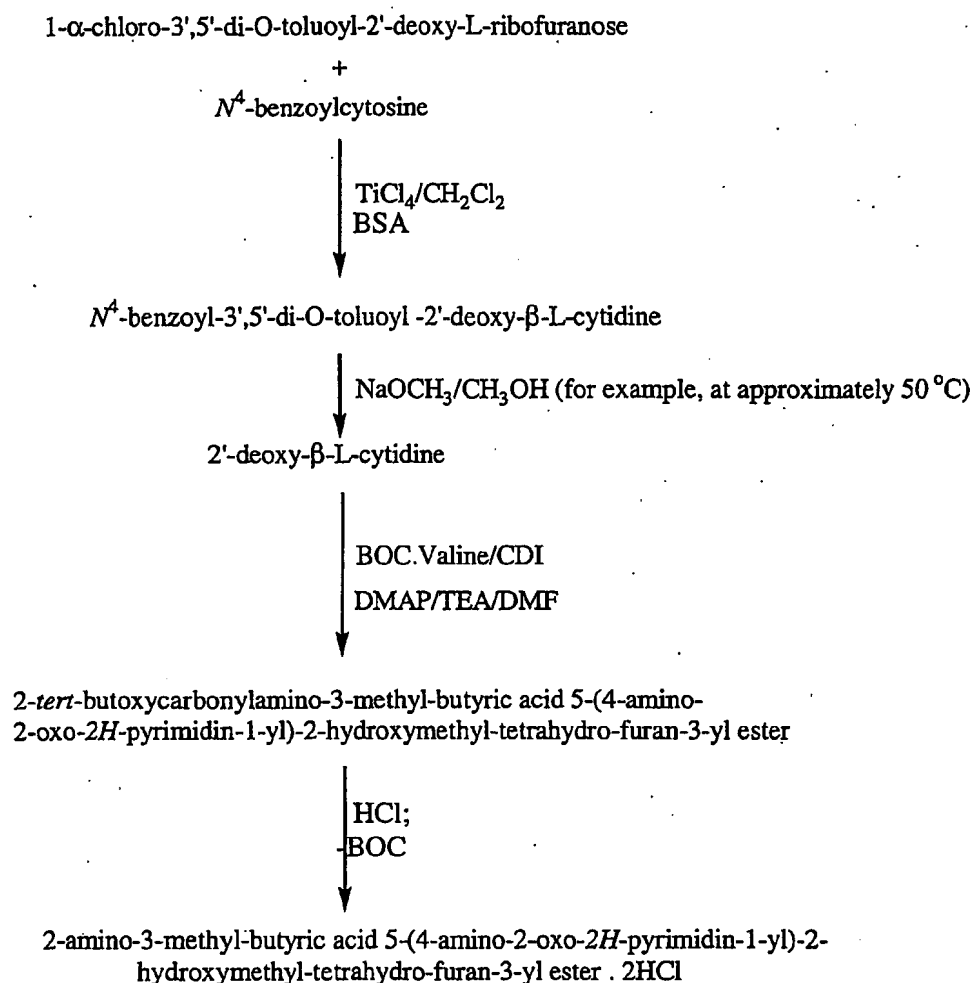 1-α-chloro-3',5'-di-O-toluoyl-2'-deoxy-L-ribofuranose
+
N⁴-benzoylcytosine
TiCl₄/CH₂Cl₂
BSA
N⁴-benzoyl-3',5'-di-O-toluoyl -2'-deoxy-β-L-cytidine
NaOCH₃/CH₃OH (for example, at approximately 50 °C)
2'-deoxy-β-L-cytidine
BOC.Valine/CDI
DMAP/TEA/DMF
2-tert-butoxycarbonylamino-3-methyl-butyric acid 5-(4-amino-
2-oxo-2H-pyrimidin-1-yl)-2-hydroxymethyl-tetrahydro-furan-3-yl ester
HCl;
-BOC
2-amino-3-methyl-butyric acid 5-(4-amino-2-oxo-2H-pyrimidin-1-yl)-2-
hydroxymethyl-tetrahydro-furan-3-yl ester . 2HCl